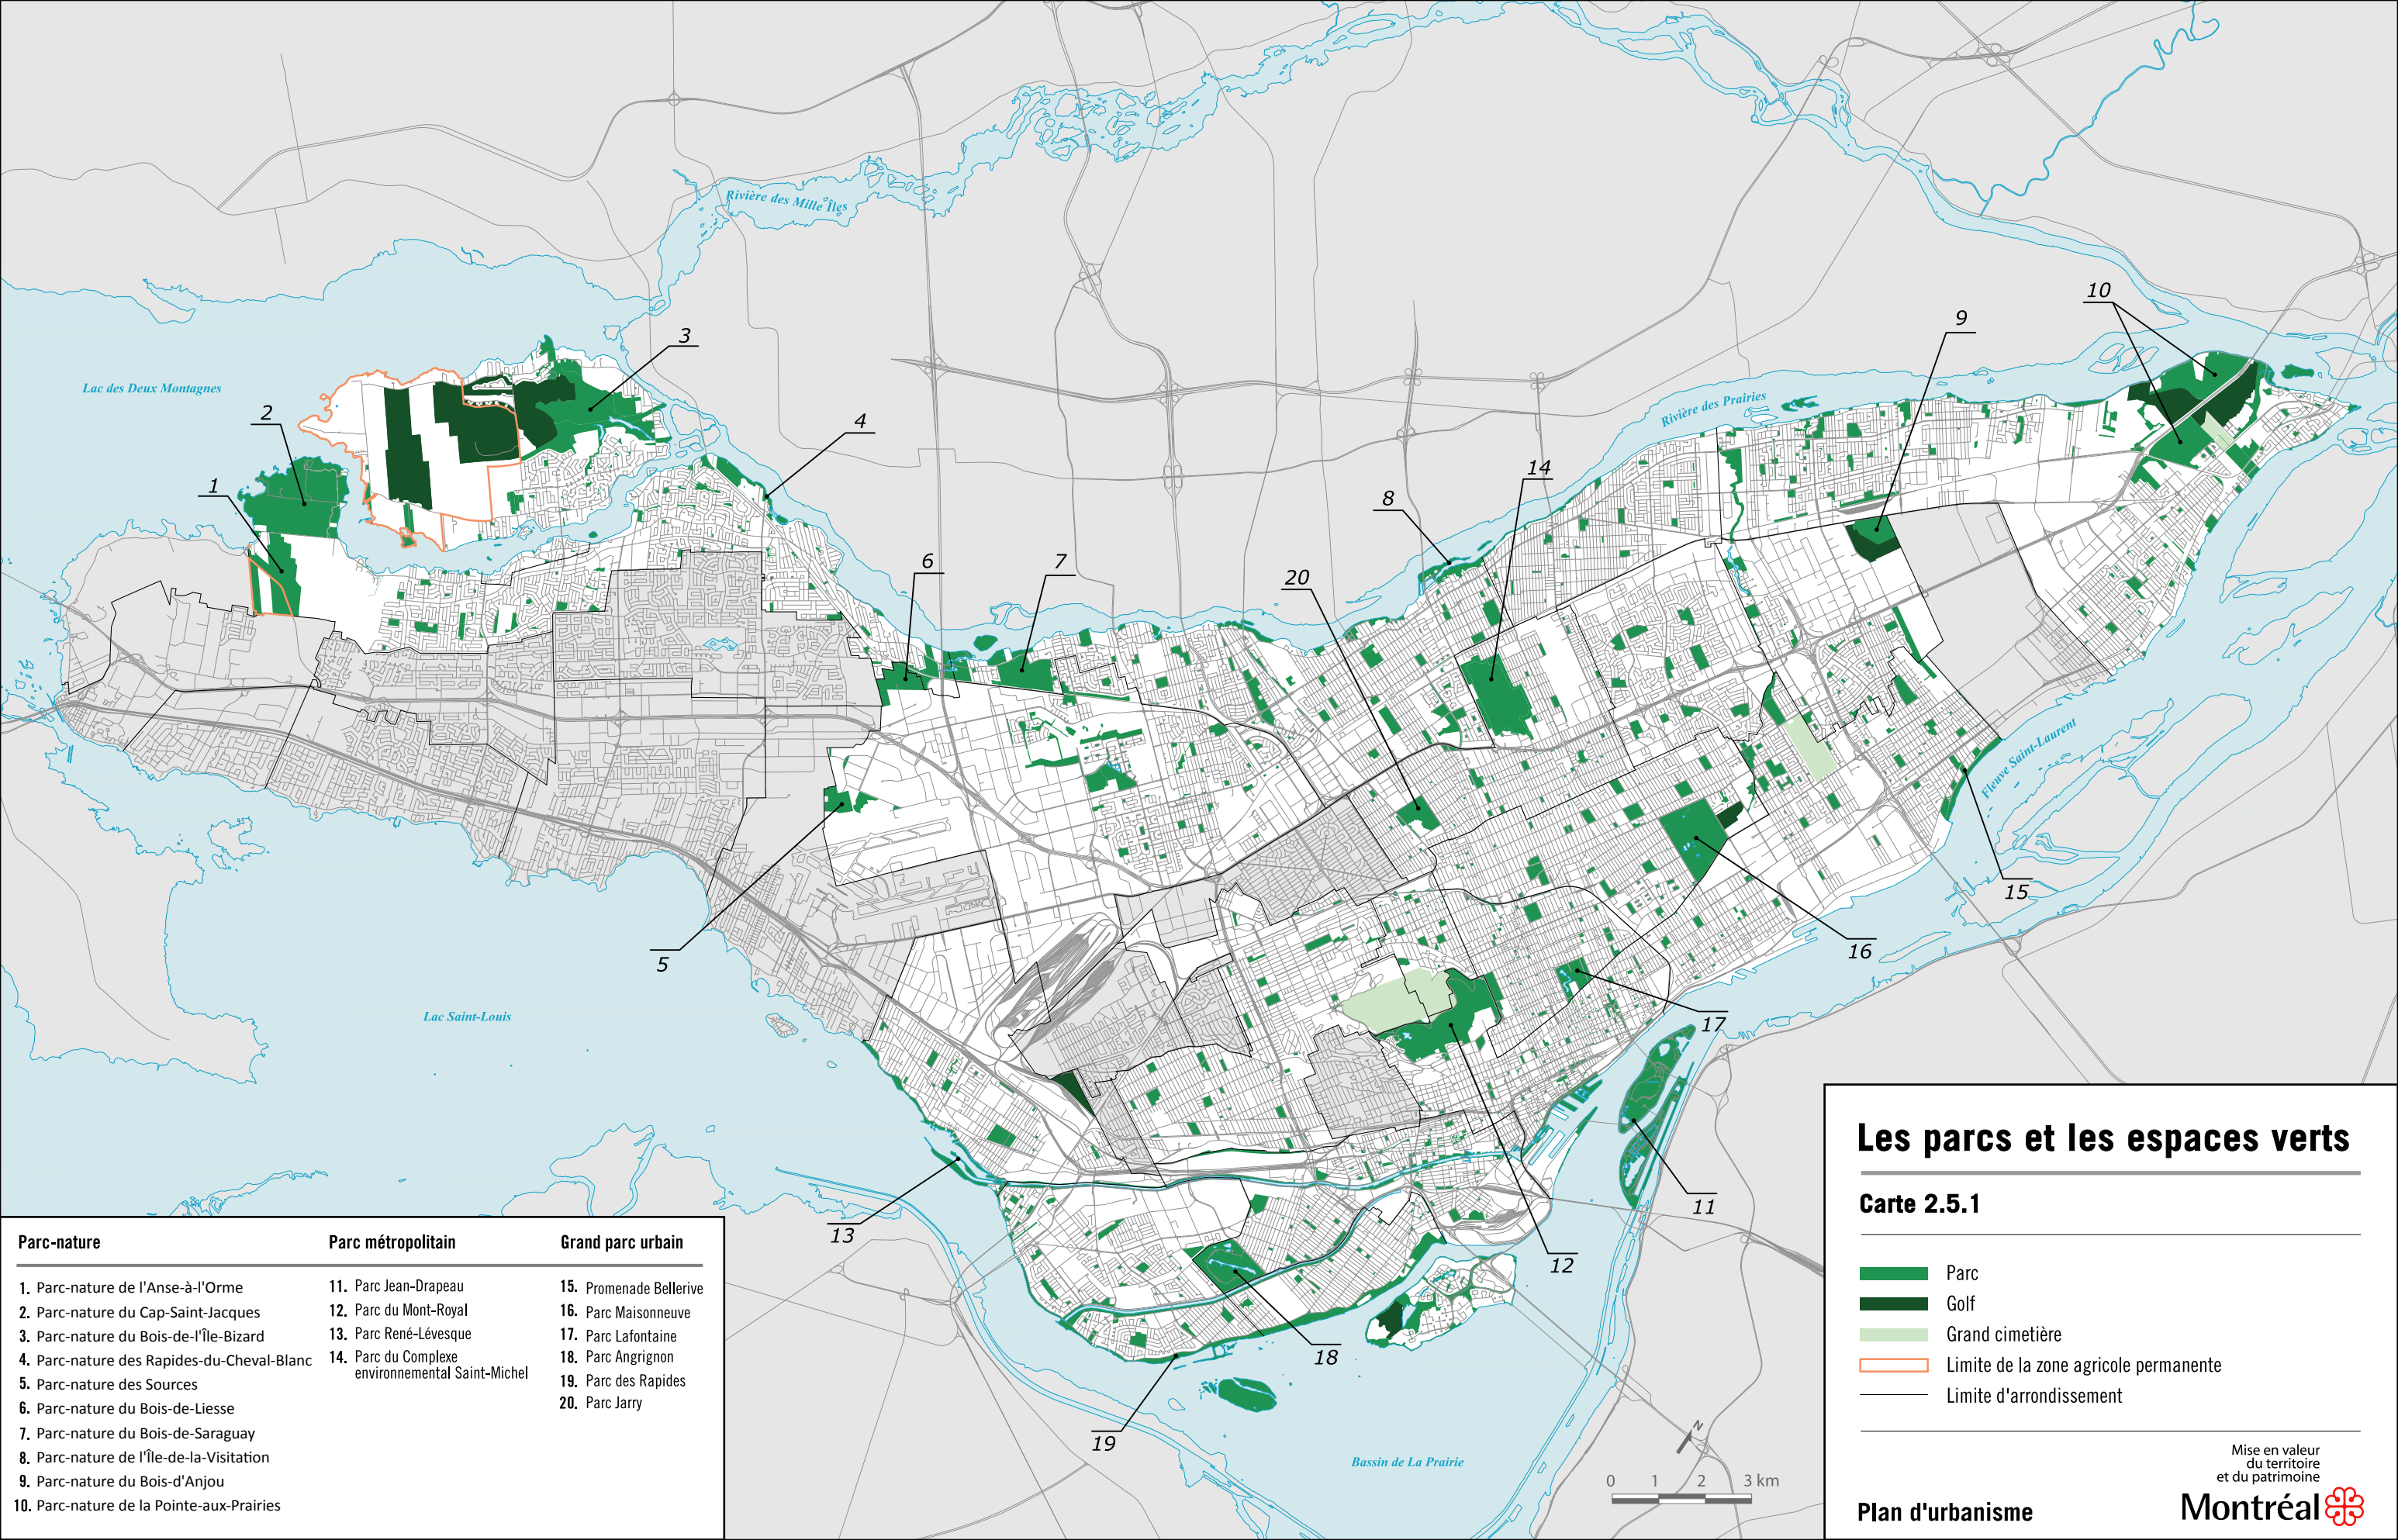 Rivière des Mille Îles
10
9
3
Lac des Deux Montagnes
Rivière des Prairies
2
4
14
1
8
6
7
20
Fleuve Saint-Laurent
15
16
5
Lac Saint-Louis
17
11
13
12
18
19
Bassin de La Prairie
N
0 1 2 3 km
Parc-nature
1. Parc-nature de l'Anse-à-l'Orme
2. Parc-nature du Cap-Saint-Jacques
3. Parc-nature du Bois-de-l'Île-Bizard
4. Parc-nature des Rapides-du-Cheval-Blanc
5. Parc-nature des Sources
6. Parc-nature du Bois-de-Liesse
7. Parc-nature du Bois-de-Saraguay
8. Parc-nature de l'Île-de-la-Visitation
9. Parc-nature du Bois-d'Anjou
10. Parc-nature de la Pointe-aux-Prairies
Parc métropolitain
11. Parc Jean-Drapeau
12. Parc du Mont-Royal
13. Parc René-Lévesque
14. Parc du Complexe
environnemental Saint-Michel
Grand parc urbain
15. Promenade Bellerive
16. Parc Maisonneuve
17. Parc Lafontaine
18. Parc Angrignon
19. Parc des Rapides
20. Parc Jarry
Les parcs et les espaces verts
Carte 2.5.1
Parc
Golf
Grand cimetière
Limite de la zone agricole permanente
Limite d'arrondissement
Mise en valeur
du territoire
et du patrimoine
Plan d'urbanisme
Montréal